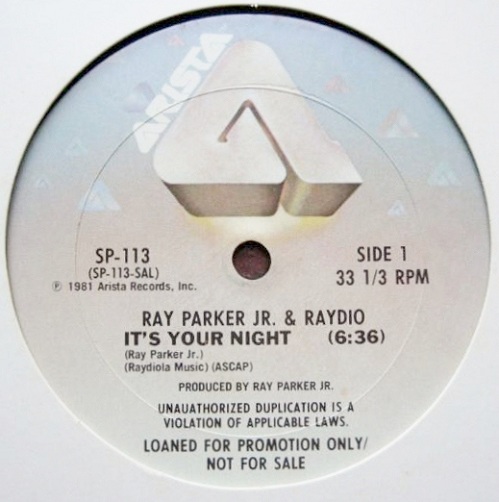 ARISTA
SP-113
(SP-113-SAL)
℗ 1981 Arista Records, Inc.
SIDE 1
33 1/3 RPM
RAY PARKER JR. & RAYDIO
IT'S YOUR NIGHT (6:36)
(Ray Parker Jr.)
(Raydiola Music) (ASCAP)
PRODUCED BY RAY PARKER JR.
UNAUATHORIZED DUPLICATION IS A
VIOLATION OF APPLICABLE LAWS.
LOANED FOR PROMOTION ONLY/
NOT FOR SALE